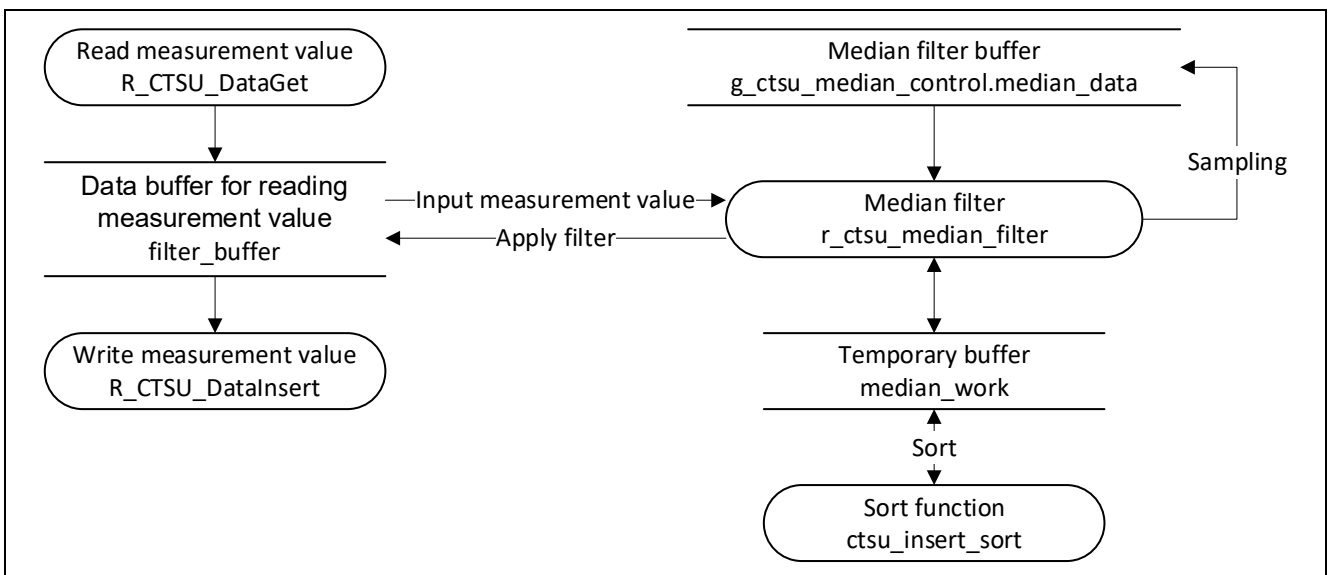 Read measurement value
R_CTSU_DataGet
Data buffer for reading
measurement value
filter_buffer
Write measurement value
R_CTSU_DataInsert
Input measurement value
Apply filter
Median filter buffer
g_ctsu_median_control.median_data
Sampling
Median filter
r_ctsu_median_filter
Temporary buffer
median_work
Sort
Sort function
ctsu_insert_sort